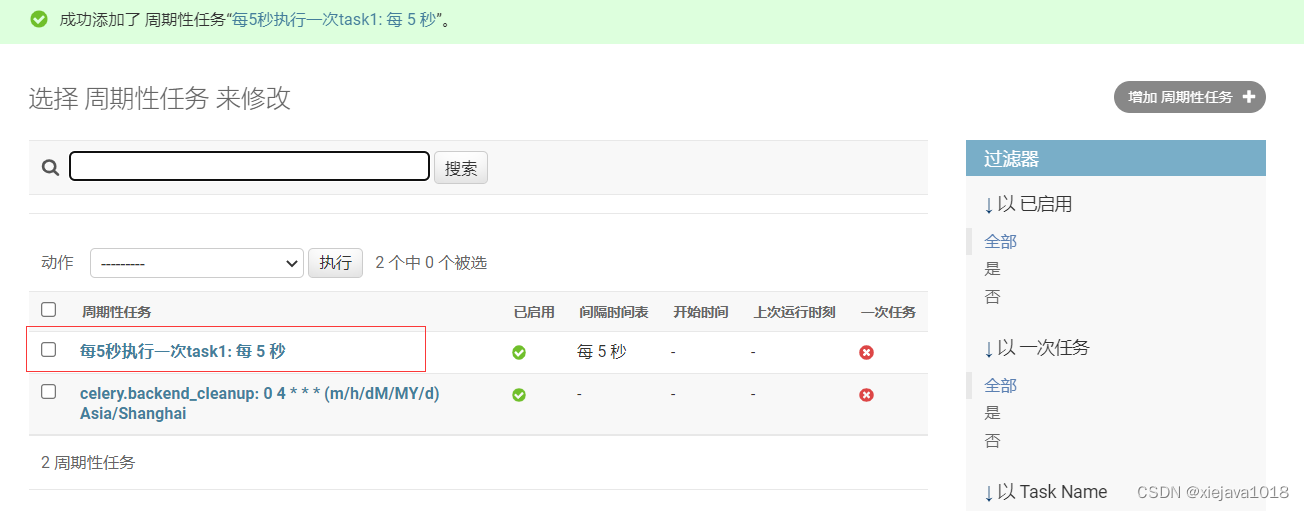 成功添加了 周期性任务“每5秒执行一次task1: 每 5 秒”。
选择 周期性任务 来修改
增加 周期性任务
搜索
过滤器
↓以 已启用
全部
是
否
动作 --------- 执行 2 个中 0 个被选
周期性任务 已启用 间隔时间表 开始时间 上次运行时刻 一次任务
每5秒执行一次task1: 每 5 秒 每 5 秒 - -
celery.backend_cleanup: 0 4 * * * (m/h/dM/MY/d) - - -
Asia/Shanghai
2 周期性任务
↓以 一次任务
全部
是
否
↓以 Task Name
CSDN @xiejava1018